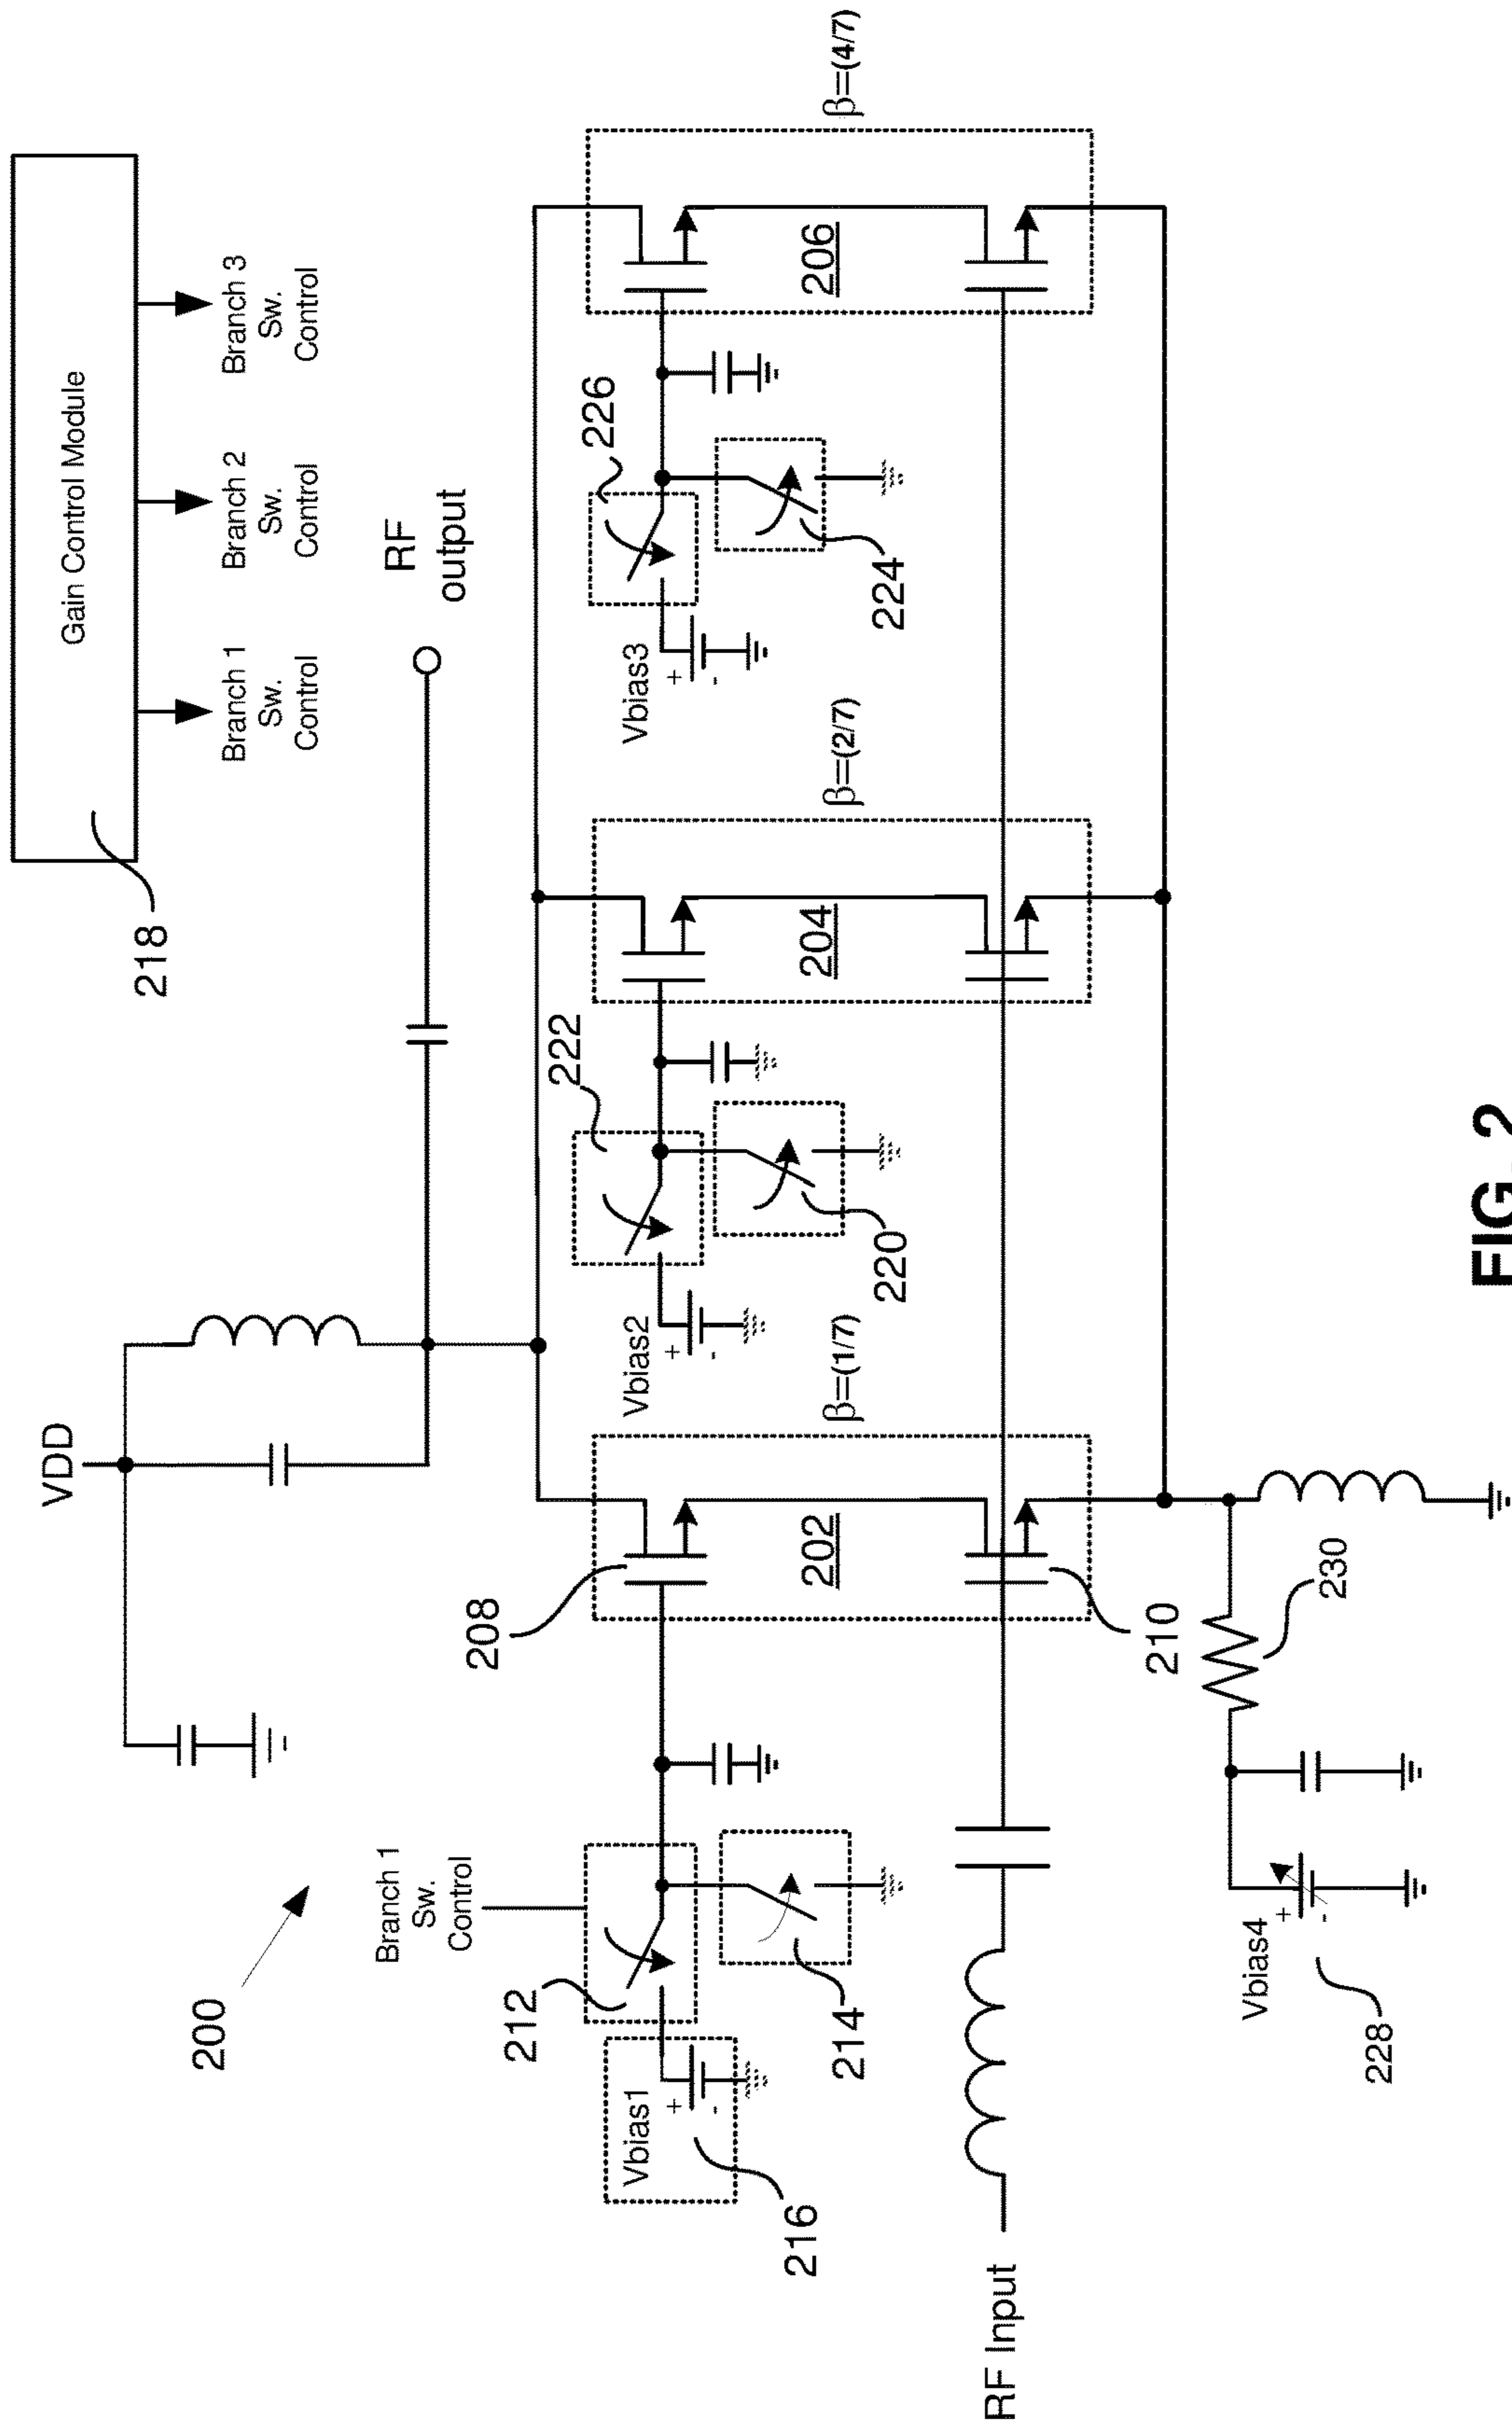 Gain Control Module
218
Branch 1
Sw.
Control
Branch 2
Sw.
Control
Branch 3
Sw.
Control
VDD
RF
output
200
Branch 1
Sw.
Control
208
212
222
226
Vbias1
+
-
216
214
202
β=(1/7)
Vbias2
+
-
220
204
β=(2/7)
Vbias3
+
-
224
206
β=(4/7)
RF Input
210
230
Vbias4
+
-
228
FIG. 2